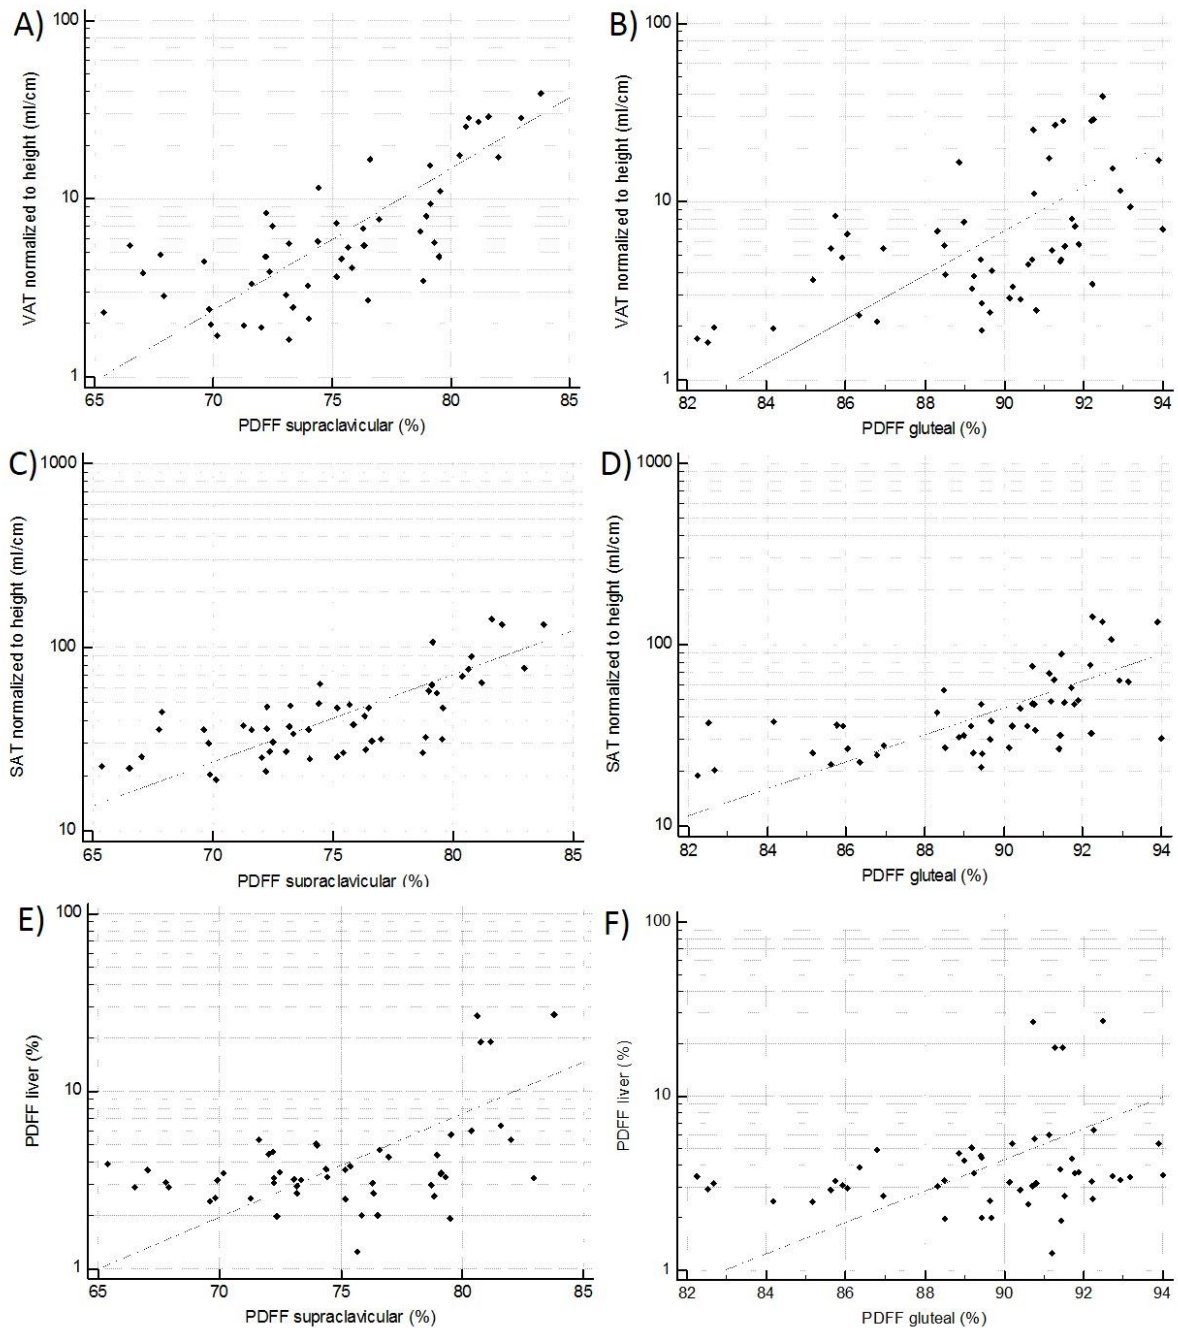 A)
VAT normalized to height (ml/cm)
100
10
1
65 70 75 80 85
PDFF supraclavicular (%)
B)
VAT normalized to height (ml/cm)
100
10
1
82 84 86 88 90 92 94
PDFF gluteal (%)
C)
SAT normalized to height (ml/cm)
1000
100
10
65 70 75 80 85
PDFF supraclavicular (%)
D)
SAT normalized to height (ml/cm)
1000
100
10
82 84 86 88 90 92 94
PDFF gluteal (%)
E)
PDFF liver (%)
100
10
1
65 70 75 80 85
PDFF supraclavicular (%)
F)
PDFF liver (%)
100
10
1
82 84 86 88 90 92 94
PDFF gluteal (%)